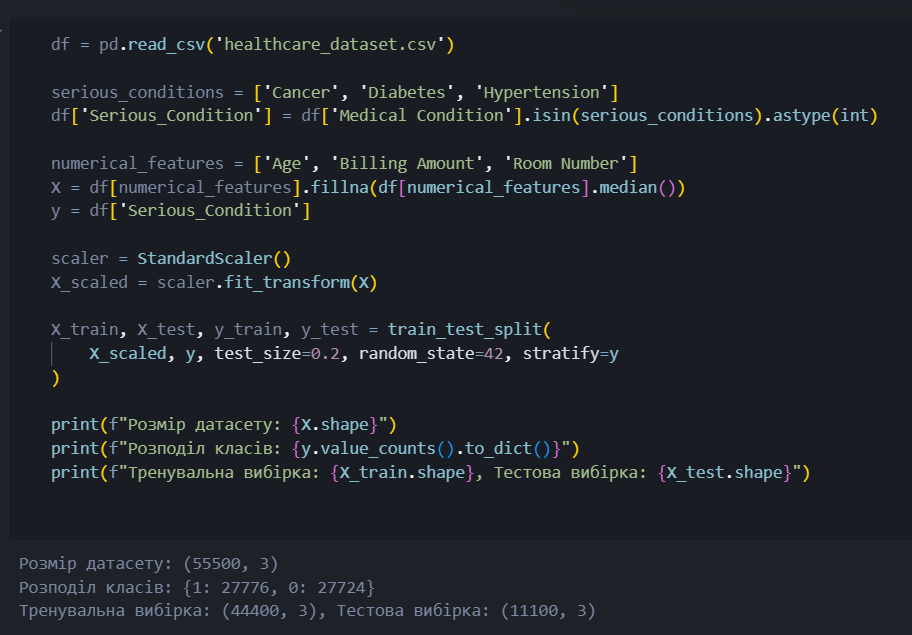 df = pd.read_csv('healthcare_dataset.csv')
serious_conditions = ['Cancer', 'Diabetes', 'Hypertension']
df['Serious_Condition'] = df['Medical Condition'].isin(serious_conditions).astype(int)
numerical_features = ['Age', 'Billing Amount', 'Room Number']
X = df[numerical_features].fillna(df[numerical_features].median())
y = df['Serious_Condition']
scaler = StandardScaler()
X_scaled = scaler.fit_transform(X)
X_train, X_test, y_train, y_test = train_test_split(
    X_scaled, y, test_size=0.2, random_state=42, stratify=y
)
print(f"Розмір датасету: {X.shape}")
print(f"Розподіл класів: {y.value_counts().to_dict()}")
print(f"Тренувальна вибірка: {X_train.shape}, Тестова вибірка: {X_test.shape}")
Розмір датасету: (55500, 3)
Розподіл класів: {1: 27776, 0: 27724}
Тренувальна вибірка: (44400, 3), Тестова вибірка: (11100, 3)